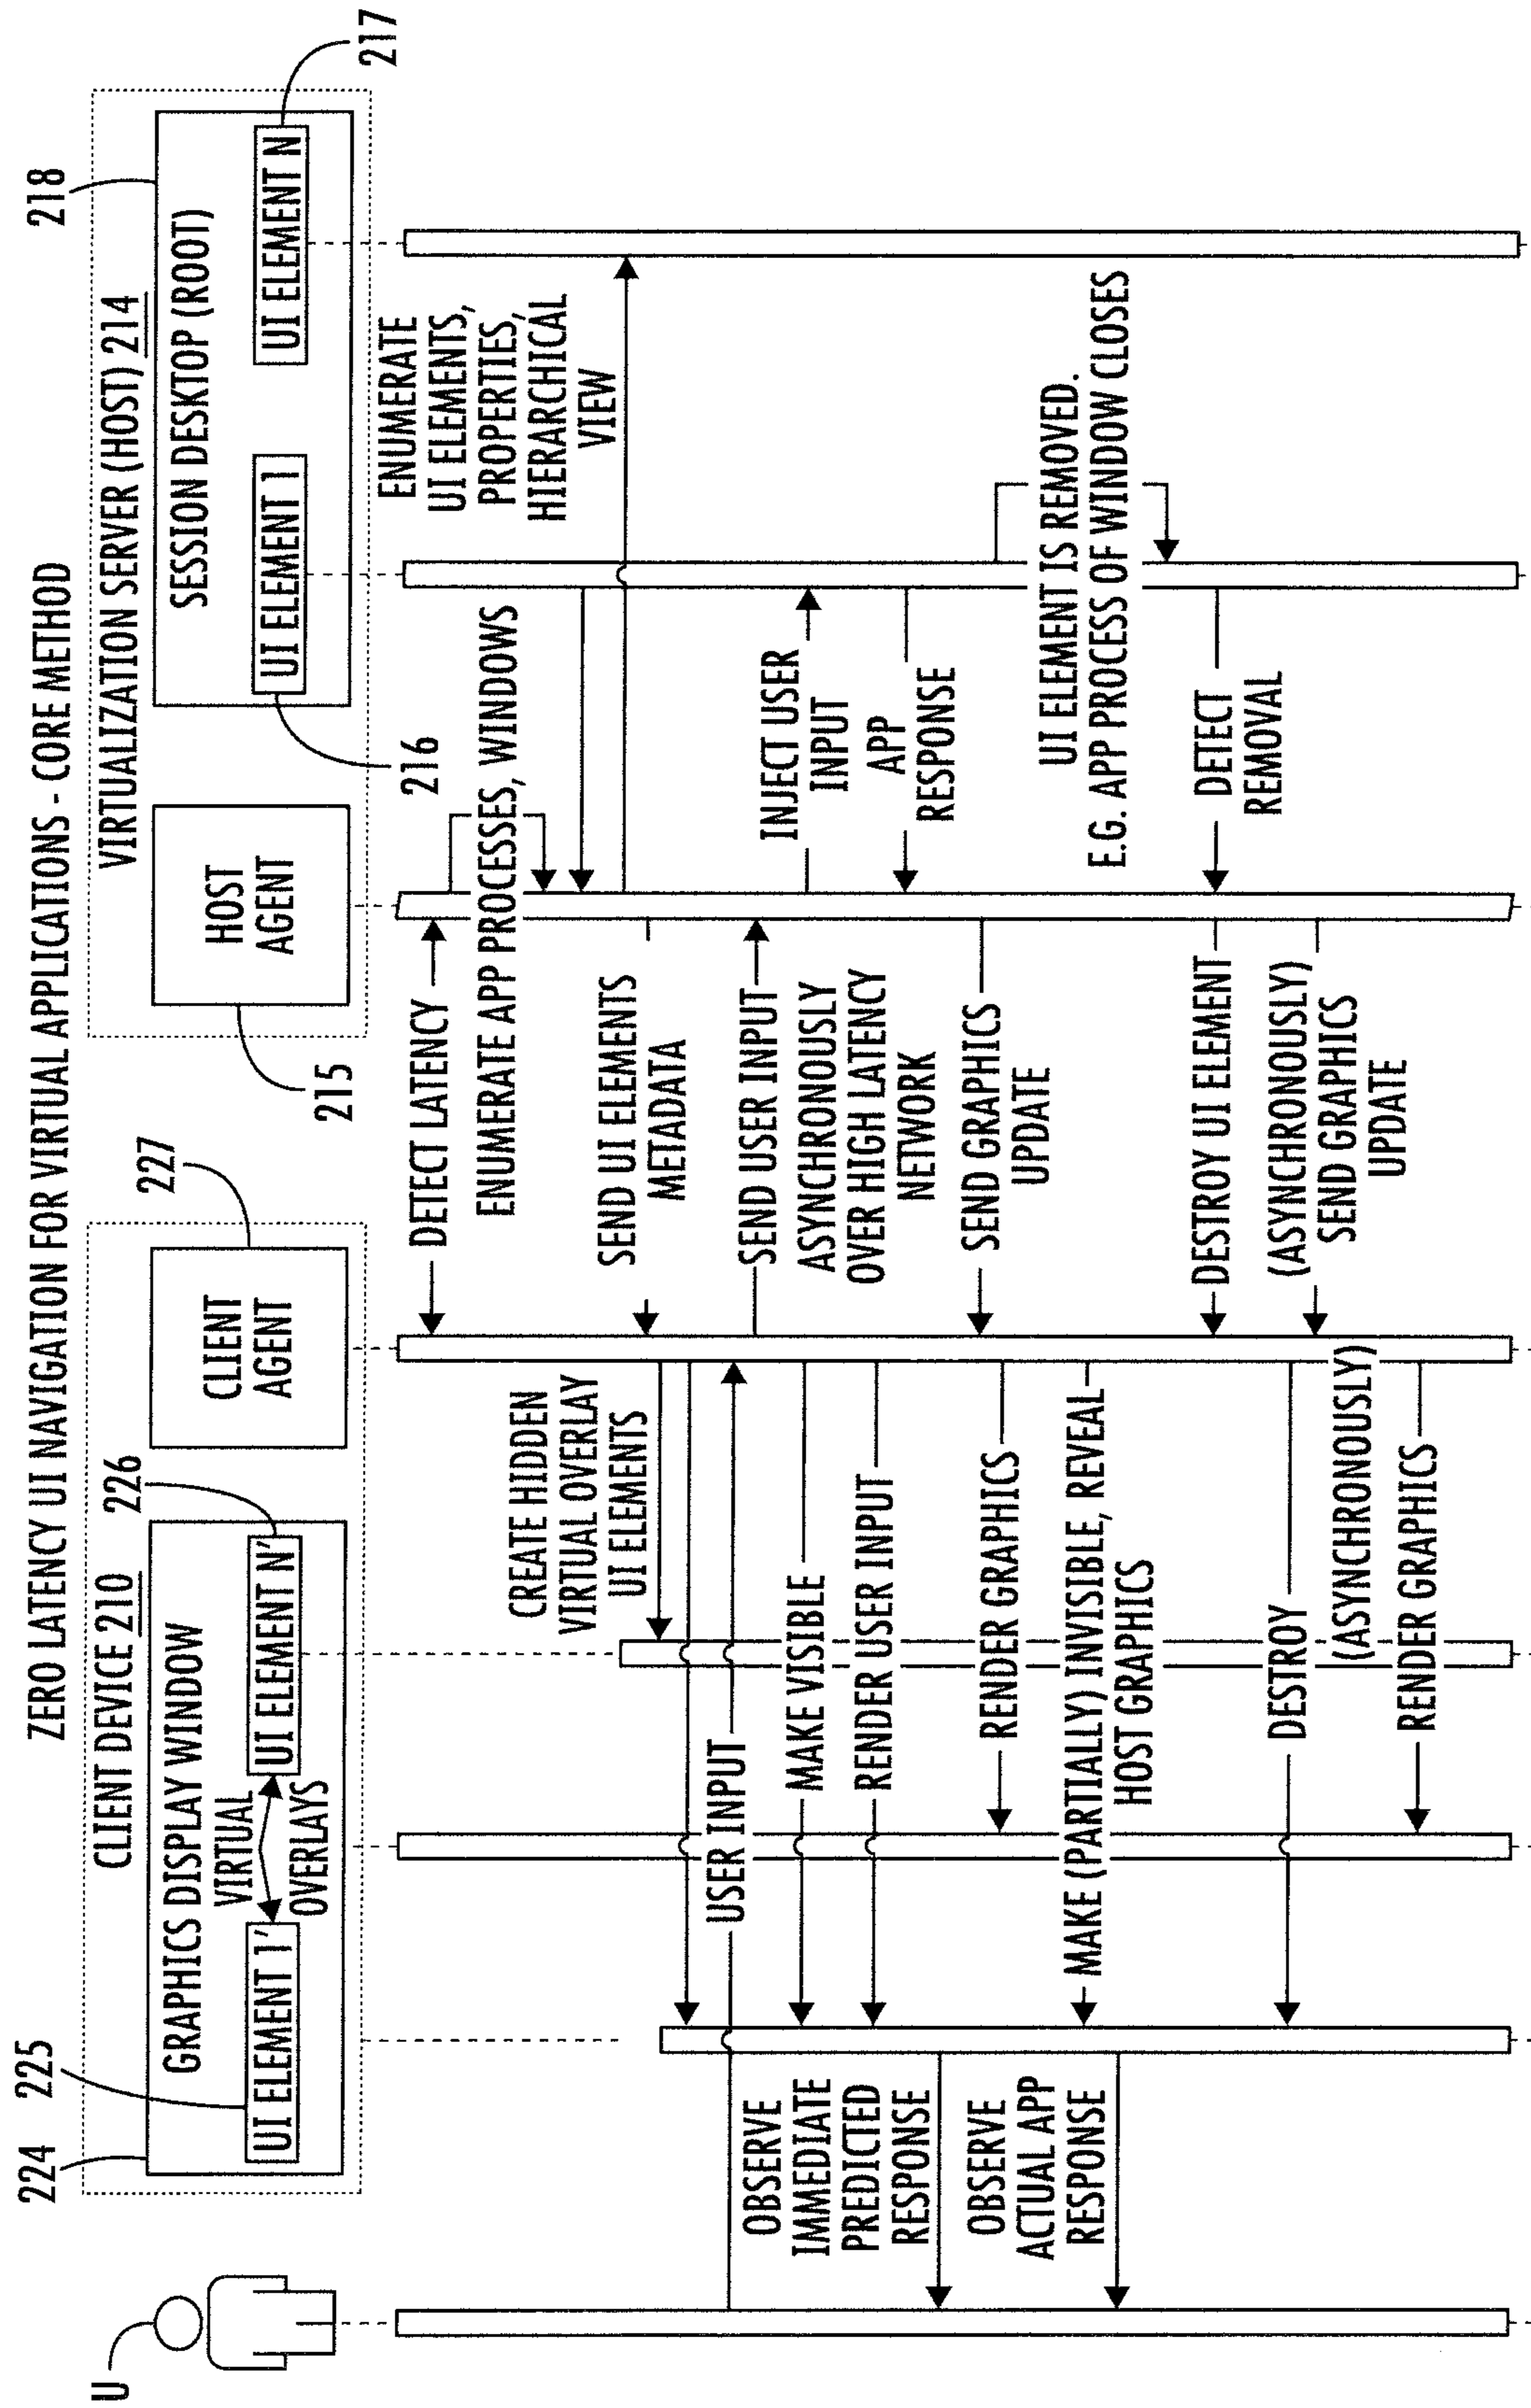 ZERO LATENCY UI NAVIGATION FOR VIRTUAL APPLICATIONS - CORE METHOD
U
224
225
CLIENT DEVICE 210
226
227
GRAPHICS DISPLAY WINDOW
VIRTUAL
OVERLAYS
UI ELEMENT 1'
UI ELEMENT N'
CLIENT
AGENT
215
VIRTUALIZATION SERVER (HOST) 214
218
HOST
AGENT
216
SESSION DESKTOP (ROOT)
UI ELEMENT 1
UI ELEMENT N
217
DETECT LATENCY
ENUMERATE APP PROCESSES, WINDOWS
ENUMERATE
UI ELEMENTS,
PROPERTIES,
HIERARCHICAL
VIEW
SEND UI ELEMENTS
METADATA
CREATE HIDDEN
VIRTUAL OVERLAY
UI ELEMENTS
USER INPUT
SEND USER INPUT
ASYNCHRONOUSLY
OVER HIGH LATENCY
NETWORK
INJECT USER
INPUT
MAKE VISIBLE
RENDER USER INPUT
OBSERVE
IMMEDIATE
PREDICTED
RESPONSE
APP
RESPONSE
SEND GRAPHICS
UPDATE
RENDER GRAPHICS
MAKE (PARTIALLY) INVISIBLE, REVEAL
HOST GRAPHICS
OBSERVE
ACTUAL APP
RESPONSE
UI ELEMENT IS REMOVED.
E.G. APP PROCESS OF WINDOW CLOSES
DETECT
REMOVAL
DESTROY UI ELEMENT
DESTROY
(ASYNCHRONOUSLY)
SEND GRAPHICS
UPDATE
(ASYNCHRONOUSLY)
RENDER GRAPHICS